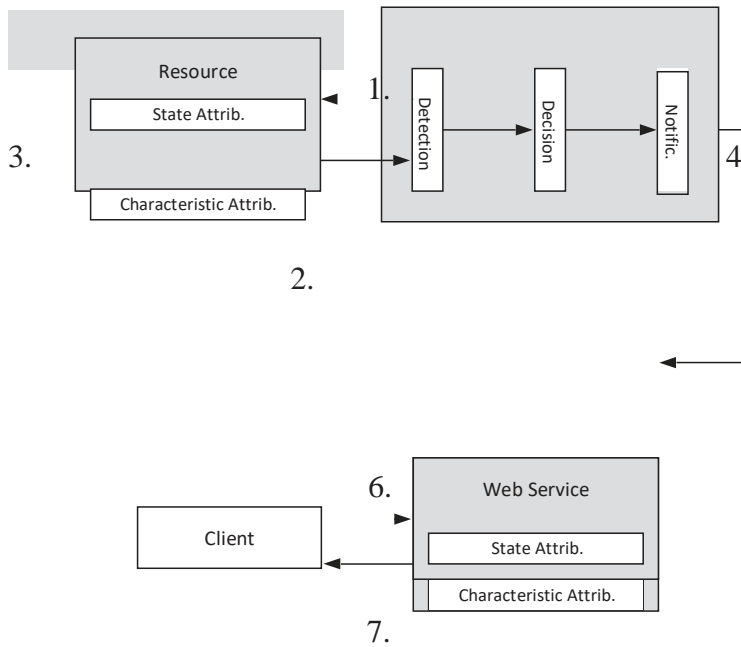 Resource
1.
State Attrib.
Detection
Decision
Notific.
3.
4
Characteristic Attrib.
2.
6.
Web Service
Client
State Attrib.
Characteristic Attrib.
7.